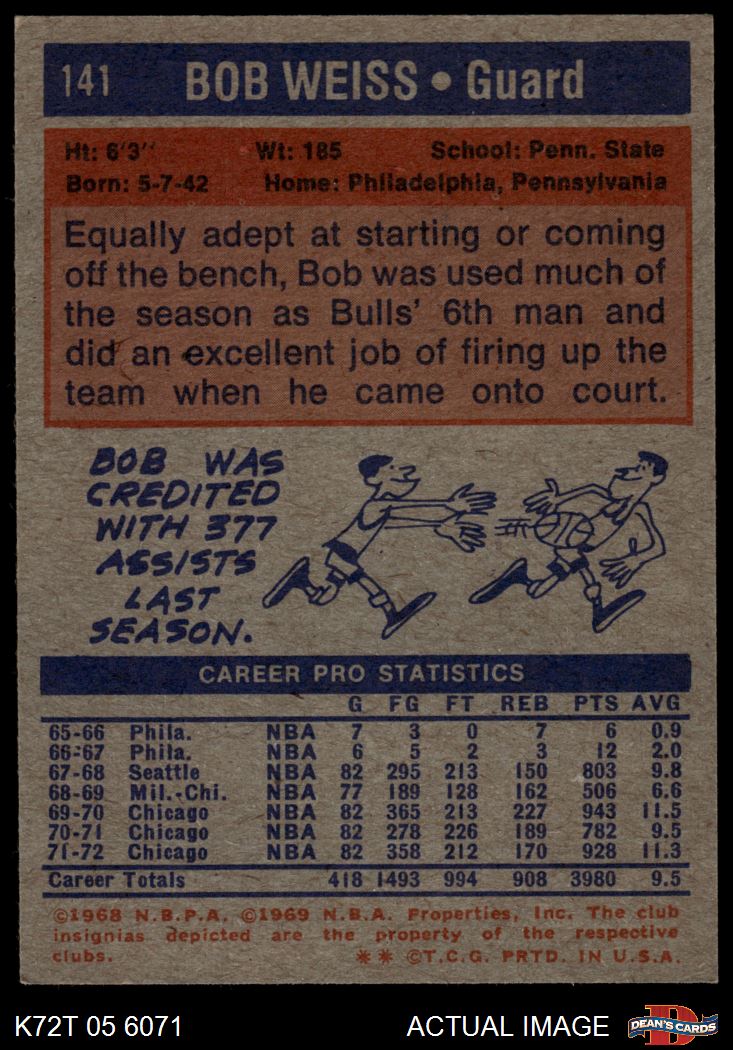 141 BOB WEISS • Guard
Ht: 6'3'' Wt: 185 School: Penn. State
Born: 5-7-42 Home: Philadelphia, Pennsylvania
Equally adept at starting or coming
off the bench, Bob was used much of
the season as Bulls' 6th man and
did an excellent job of firing up the
team when he came onto court.
BOB WAS
CREDITED
WITH 377
ASSISTS
LAST
SEASON.
CAREER PRO STATISTICS
G FG FT REB PTS AVG
65-66 Phila. NBA 7 3 0 7 6 0.9
66-67 Phila. NBA 6 5 2 3 12 2.0
67-68 Seattle NBA 82 295 213 150 803 9.8
68-69 Mil.-Chi. NBA 77 189 128 162 506 6.6
69-70 Chicago NBA 82 365 213 227 943 11.5
70-71 Chicago NBA 82 278 226 189 782 9.5
71-72 Chicago NBA 82 358 212 170 928 11.3
Career Totals 418 1493 994 908 3980 9.5
©1968 N.B.P.A. ©1969 N.B.A. Properties, Inc. The club
insignias depicted are the property of the respective
clubs. ** ©T.C.G. PRTD. IN U.S.A.
K72T 05 6071 ACTUAL IMAGE D DEAN'S CARDS